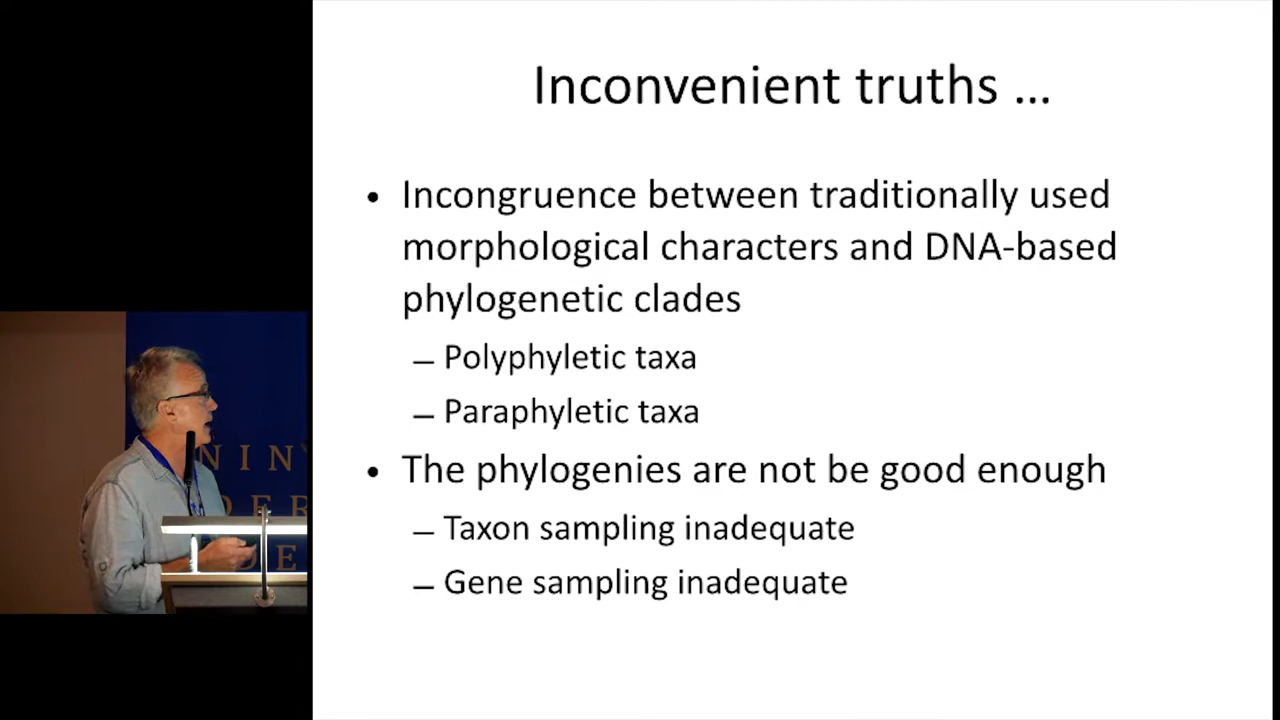 Inconvenient truths ...
• Incongruence between traditionally used
morphological characters and DNA-based
phylogenetic clades
– Polyphyletic taxa
– Paraphyletic taxa
• The phylogenies are not be good enough
– Taxon sampling inadequate
– Gene sampling inadequate